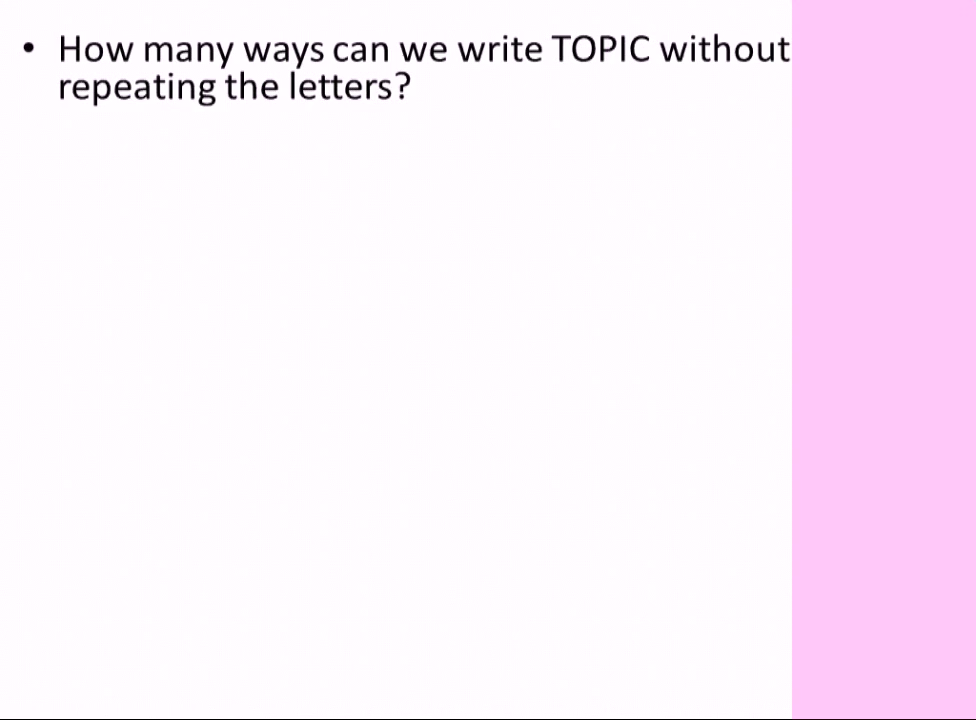 • How many ways can we write TOPIC without
repeating the letters?